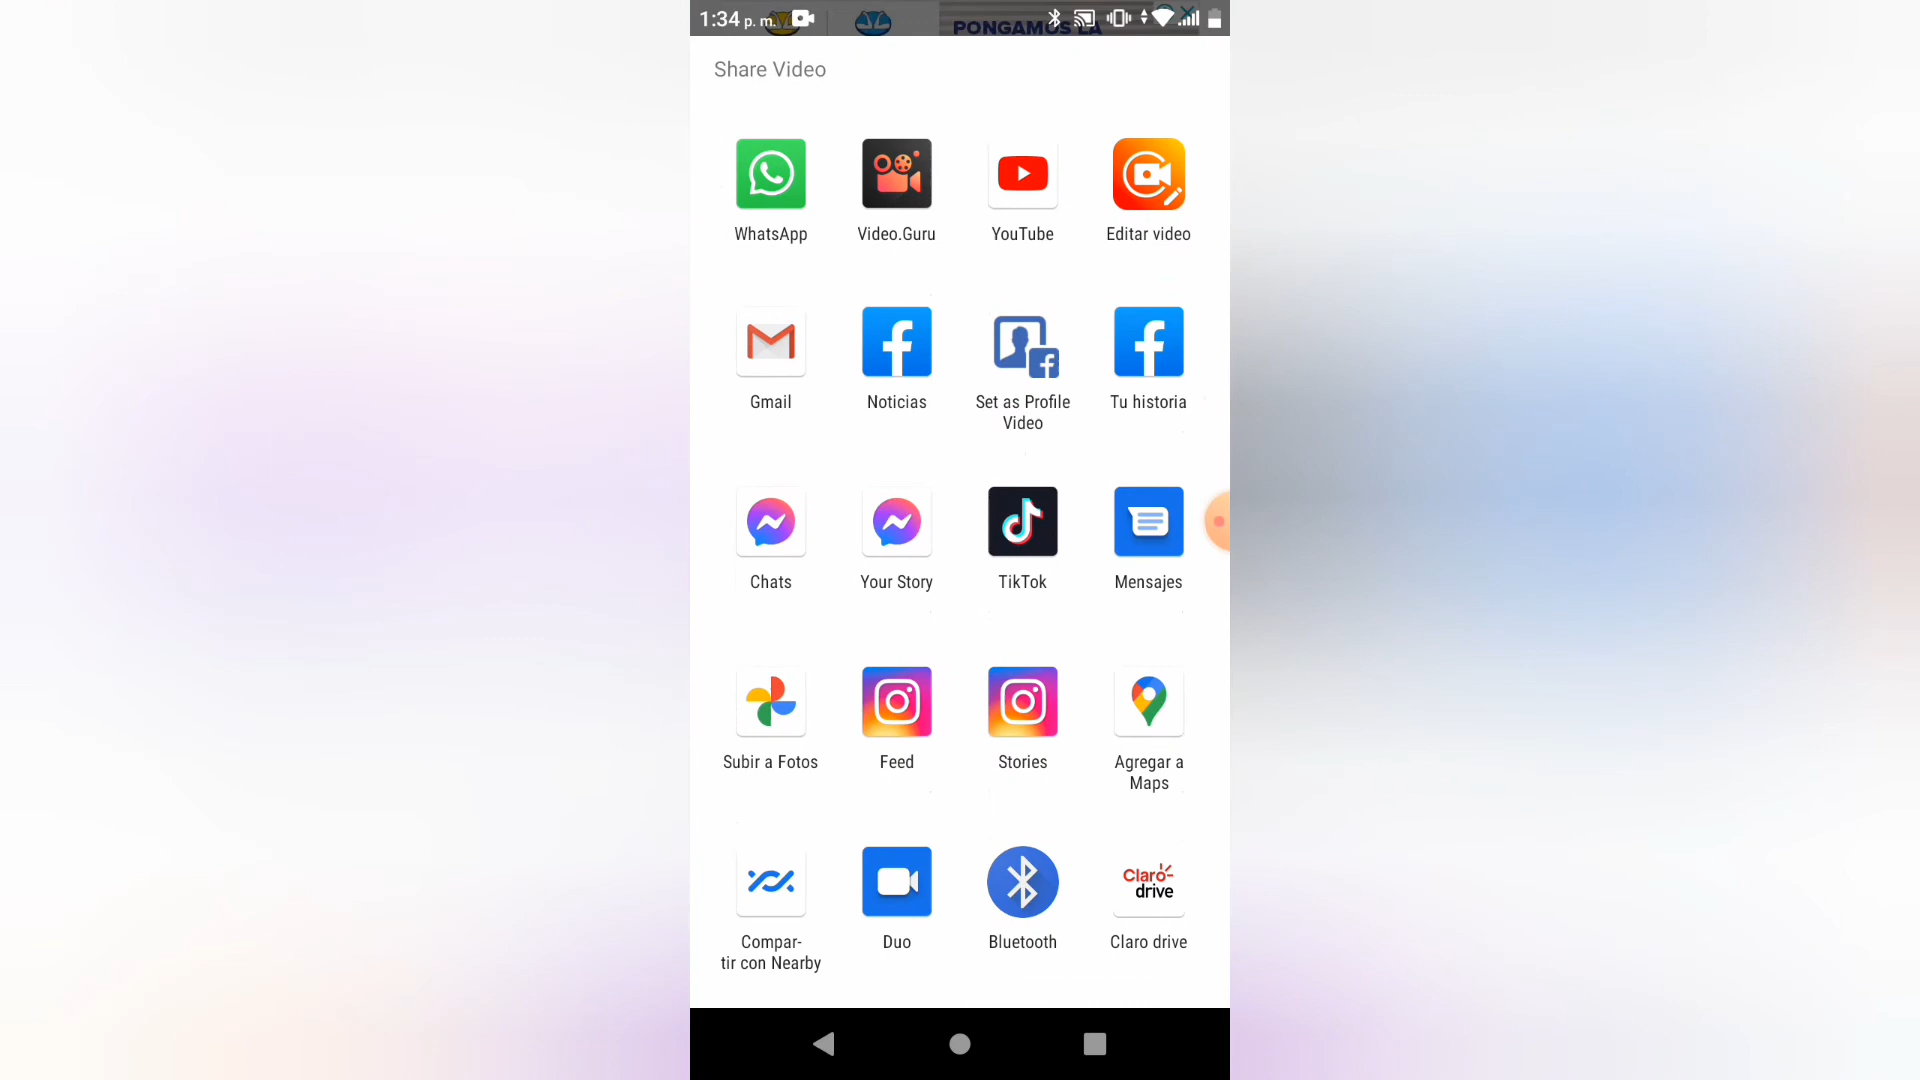 1:34 p. m.
PONGAMOS LA
Share Video
WhatsApp
Video.Guru
YouTube
Editar video
Gmail
Noticias
Set as Profile
Video
Tu historia
Chats
Your Story
TikTok
Mensajes
Subir a Fotos
Feed
Stories
Agregar a
Maps
Claro
drive
Compar-
tir con Nearby
Duo
Bluetooth
Claro drive